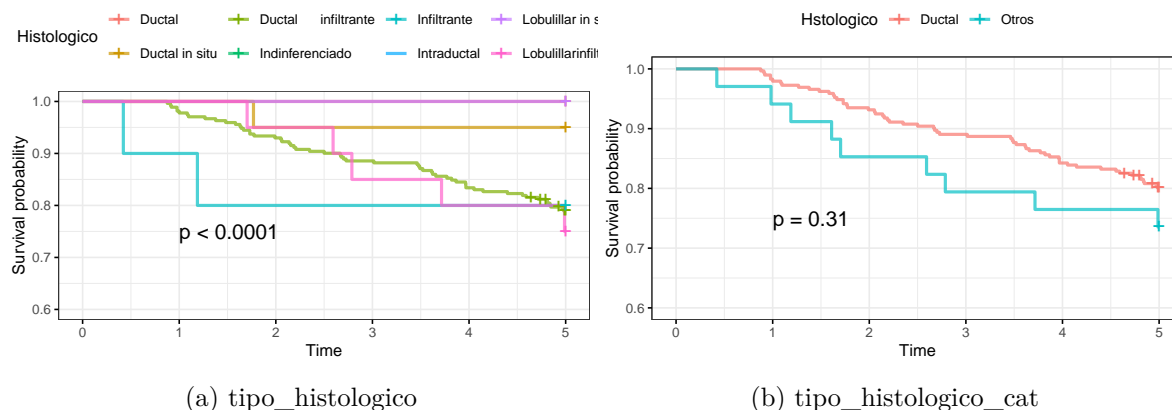 Histologico
Ductal
Ductal infiltrante
Infiltrante
Lobulillar in s
Ductal in situ
Indinferenciado
Intraductal
Lobulillarinfilt
Survival probability
1.0
0.9
0.8
0.7
0.6
p < 0.0001
0 1 2 3 4 5
Time
(a) tipo_histologico
Hstologico Ductal Otros
Survival probability
1.0
0.9
0.8
0.7
0.6
p = 0.31
0 1 2 3 4 5
Time
(b) tipo_histologico_cat